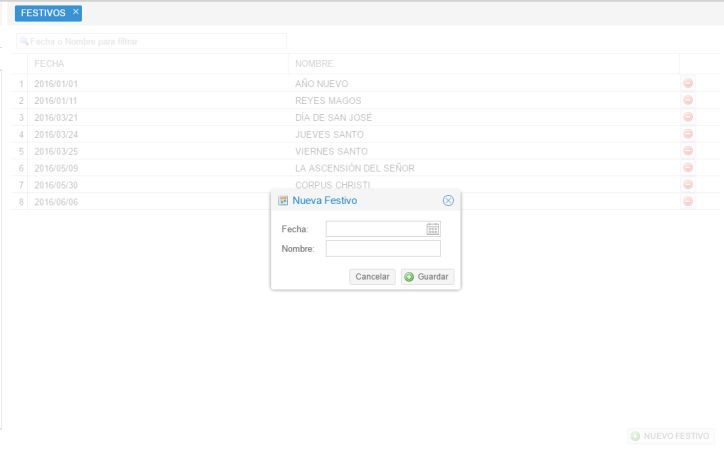 FESTIVOS ×
Fecha o Nombre para filtrar
FECHA NOMBRE
1 2016/01/01 AÑO NUEVO
2 2016/01/11 REYES MAGOS
3 2016/03/21 DÍA DE SAN JOSÉ
4 2016/03/24 JUEVES SANTO
5 2016/03/25 VIERNES SANTO
6 2016/05/09 LA ASCENSIÓN DEL SEÑOR
7 2016/05/30 CORPUS CHRISTI
8 2016/06/06
Nueva Festivo
Fecha:
Nombre:
Cancelar Guardar
NUEVO FESTIVO